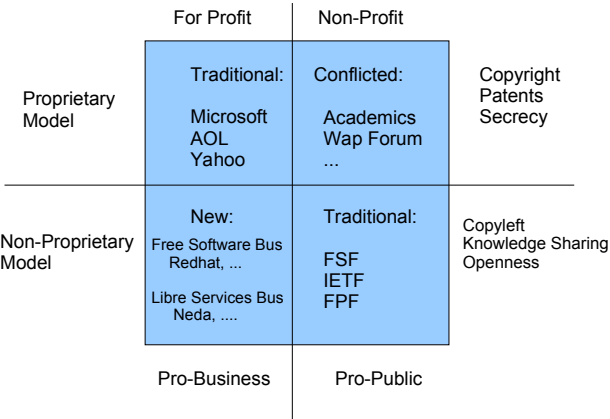 For Profit
Non-Profit
Proprietary
Model
Traditional:
Microsoft
AOL
Yahoo
Conflicted:
Academics
Wap Forum
...
Copyright
Patents
Secrecy
Non-Proprietary
Model
New:
Free Software Bus
Redhat, ...
Libre Services Bus
Neda, ....
Traditional:
FSF
IETF
FPF
Copyleft
Knowledge Sharing
Openness
Pro-Business
Pro-Public